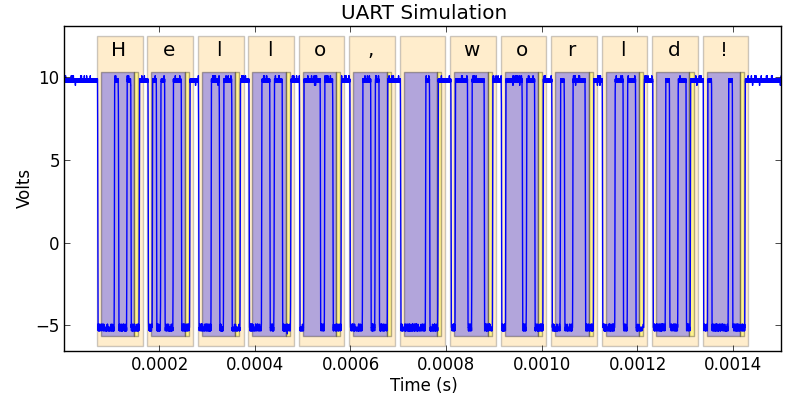 UART Simulation
H e l l o , w o r l d !
10
5
0
−5
Volts
0.0002 0.0004 0.0006 0.0008 0.0010 0.0012 0.0014
Time (s)